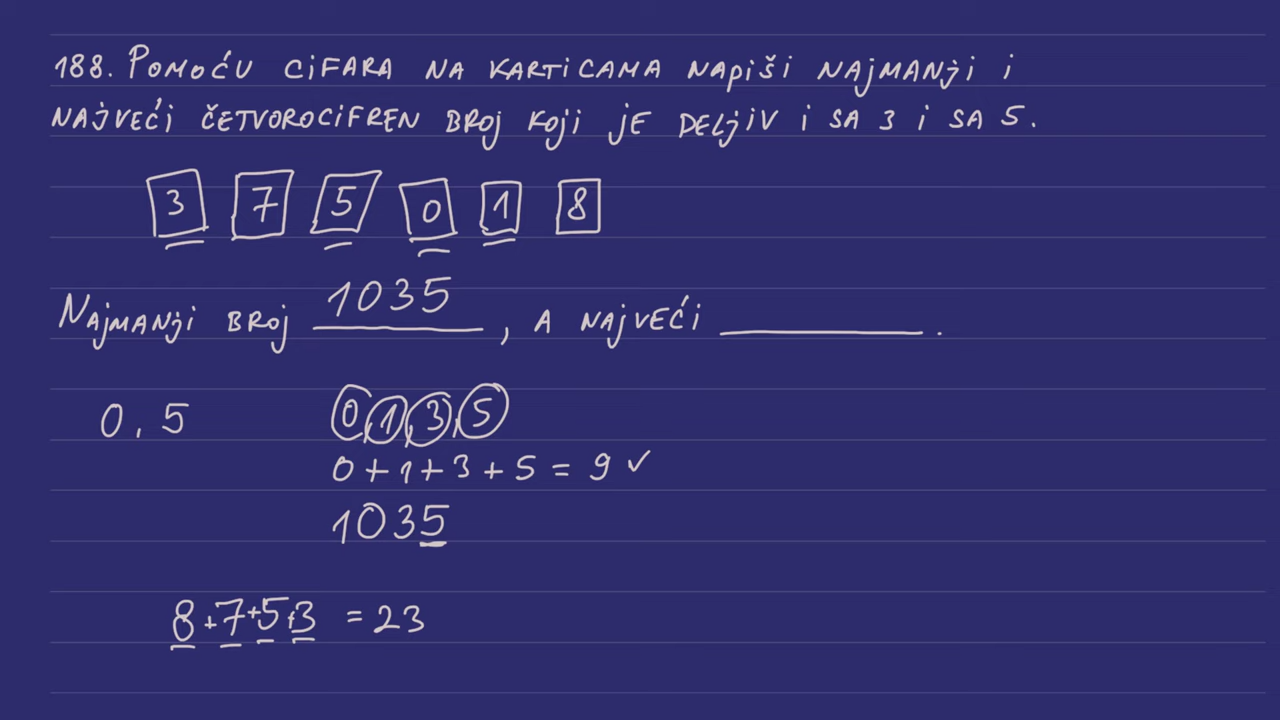 188. POMOĆU CIFARA NA KARTICAMA NAPIŠI NAJMANJI I
NAJVEĆI ČETVOROCIFREN BROJ KOJI JE DELJIV I SA 3 I SA 5.
3 7 5 0 1 8
NAJMANJI BROJ 1035, A NAJVEĆI ________.
0, 5 0, 1, 3, 5
0+1+3+5=9 ✓
1035
8+7+5+3 = 23